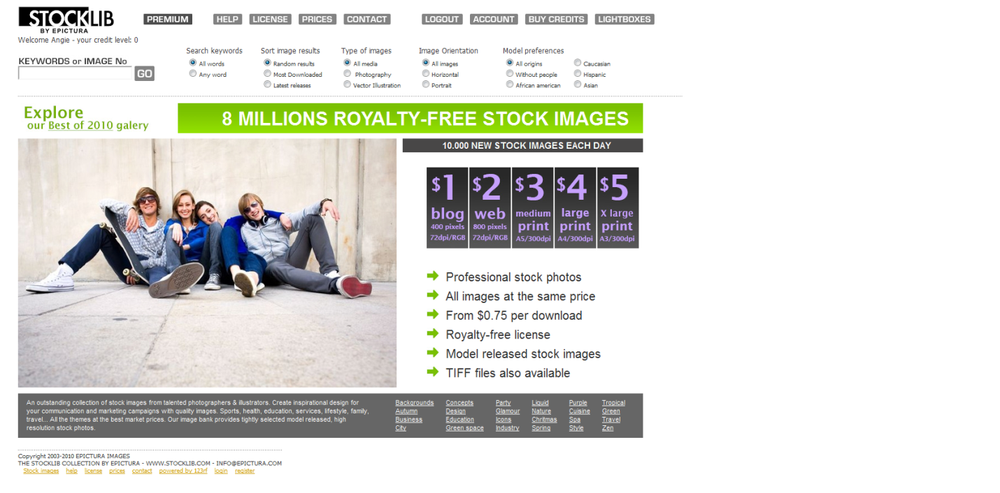 STOCKLIB
BY EPICTURA
PREMIUM HELP LICENSE PRICES CONTACT LOGOUT ACCOUNT BUY CREDITS LIGHTBOXES
Welcome Angie - your credit level: 0
KEYWORDS or IMAGE No
GO
Search keywords
All words
Any word
Sort image results
Random results
Most Downloaded
Latest releases
Type of images
All media
Photography
Vector Illustration
Image Orientation
All images
Horizontal
Portrait
Model preferences
All origins
Without people
African american
Caucasian
Hispanic
Asian
Explore
our Best of 2010 galery
8 MILLIONS ROYALTY-FREE STOCK IMAGES
10.000 NEW STOCK IMAGES EACH DAY
$1
blog
400 pixels
72dpi/RGB
$2
web
800 pixels
72dpi/RGB
$3
medium
print
A5/300dpi
$4
large
print
A4/300dpi
$5
X large
print
A3/300dpi
Professional stock photos
All images at the same price
From $0.75 per download
Royalty-free license
Model released stock images
TIFF files also available
An outstanding collection of stock images from talented photographers & illustrators. Create inspirational design for
your communication and marketing campaigns with quality images. Sports, health, education, services, lifestyle, family,
travel... All the themes at the best market prices. Our image bank provides tightly selected model released, high
resolution stock photos.
Backgrounds Concepts Party Liquid Purple Tropical
Autumn Design Glamour Nature Cuisine Green
Business Education Icons Chritmas Spa Travel
City Green space Industry Spring Style Zen
Copyright 2003-2010 EPICTURA IMAGES
THE STOCKLIB COLLECTION BY EPICTURA - WWW.STOCKLIB.COM - INFO@EPICTURA.COM
Stock images help license prices contact powered by 123rf login register